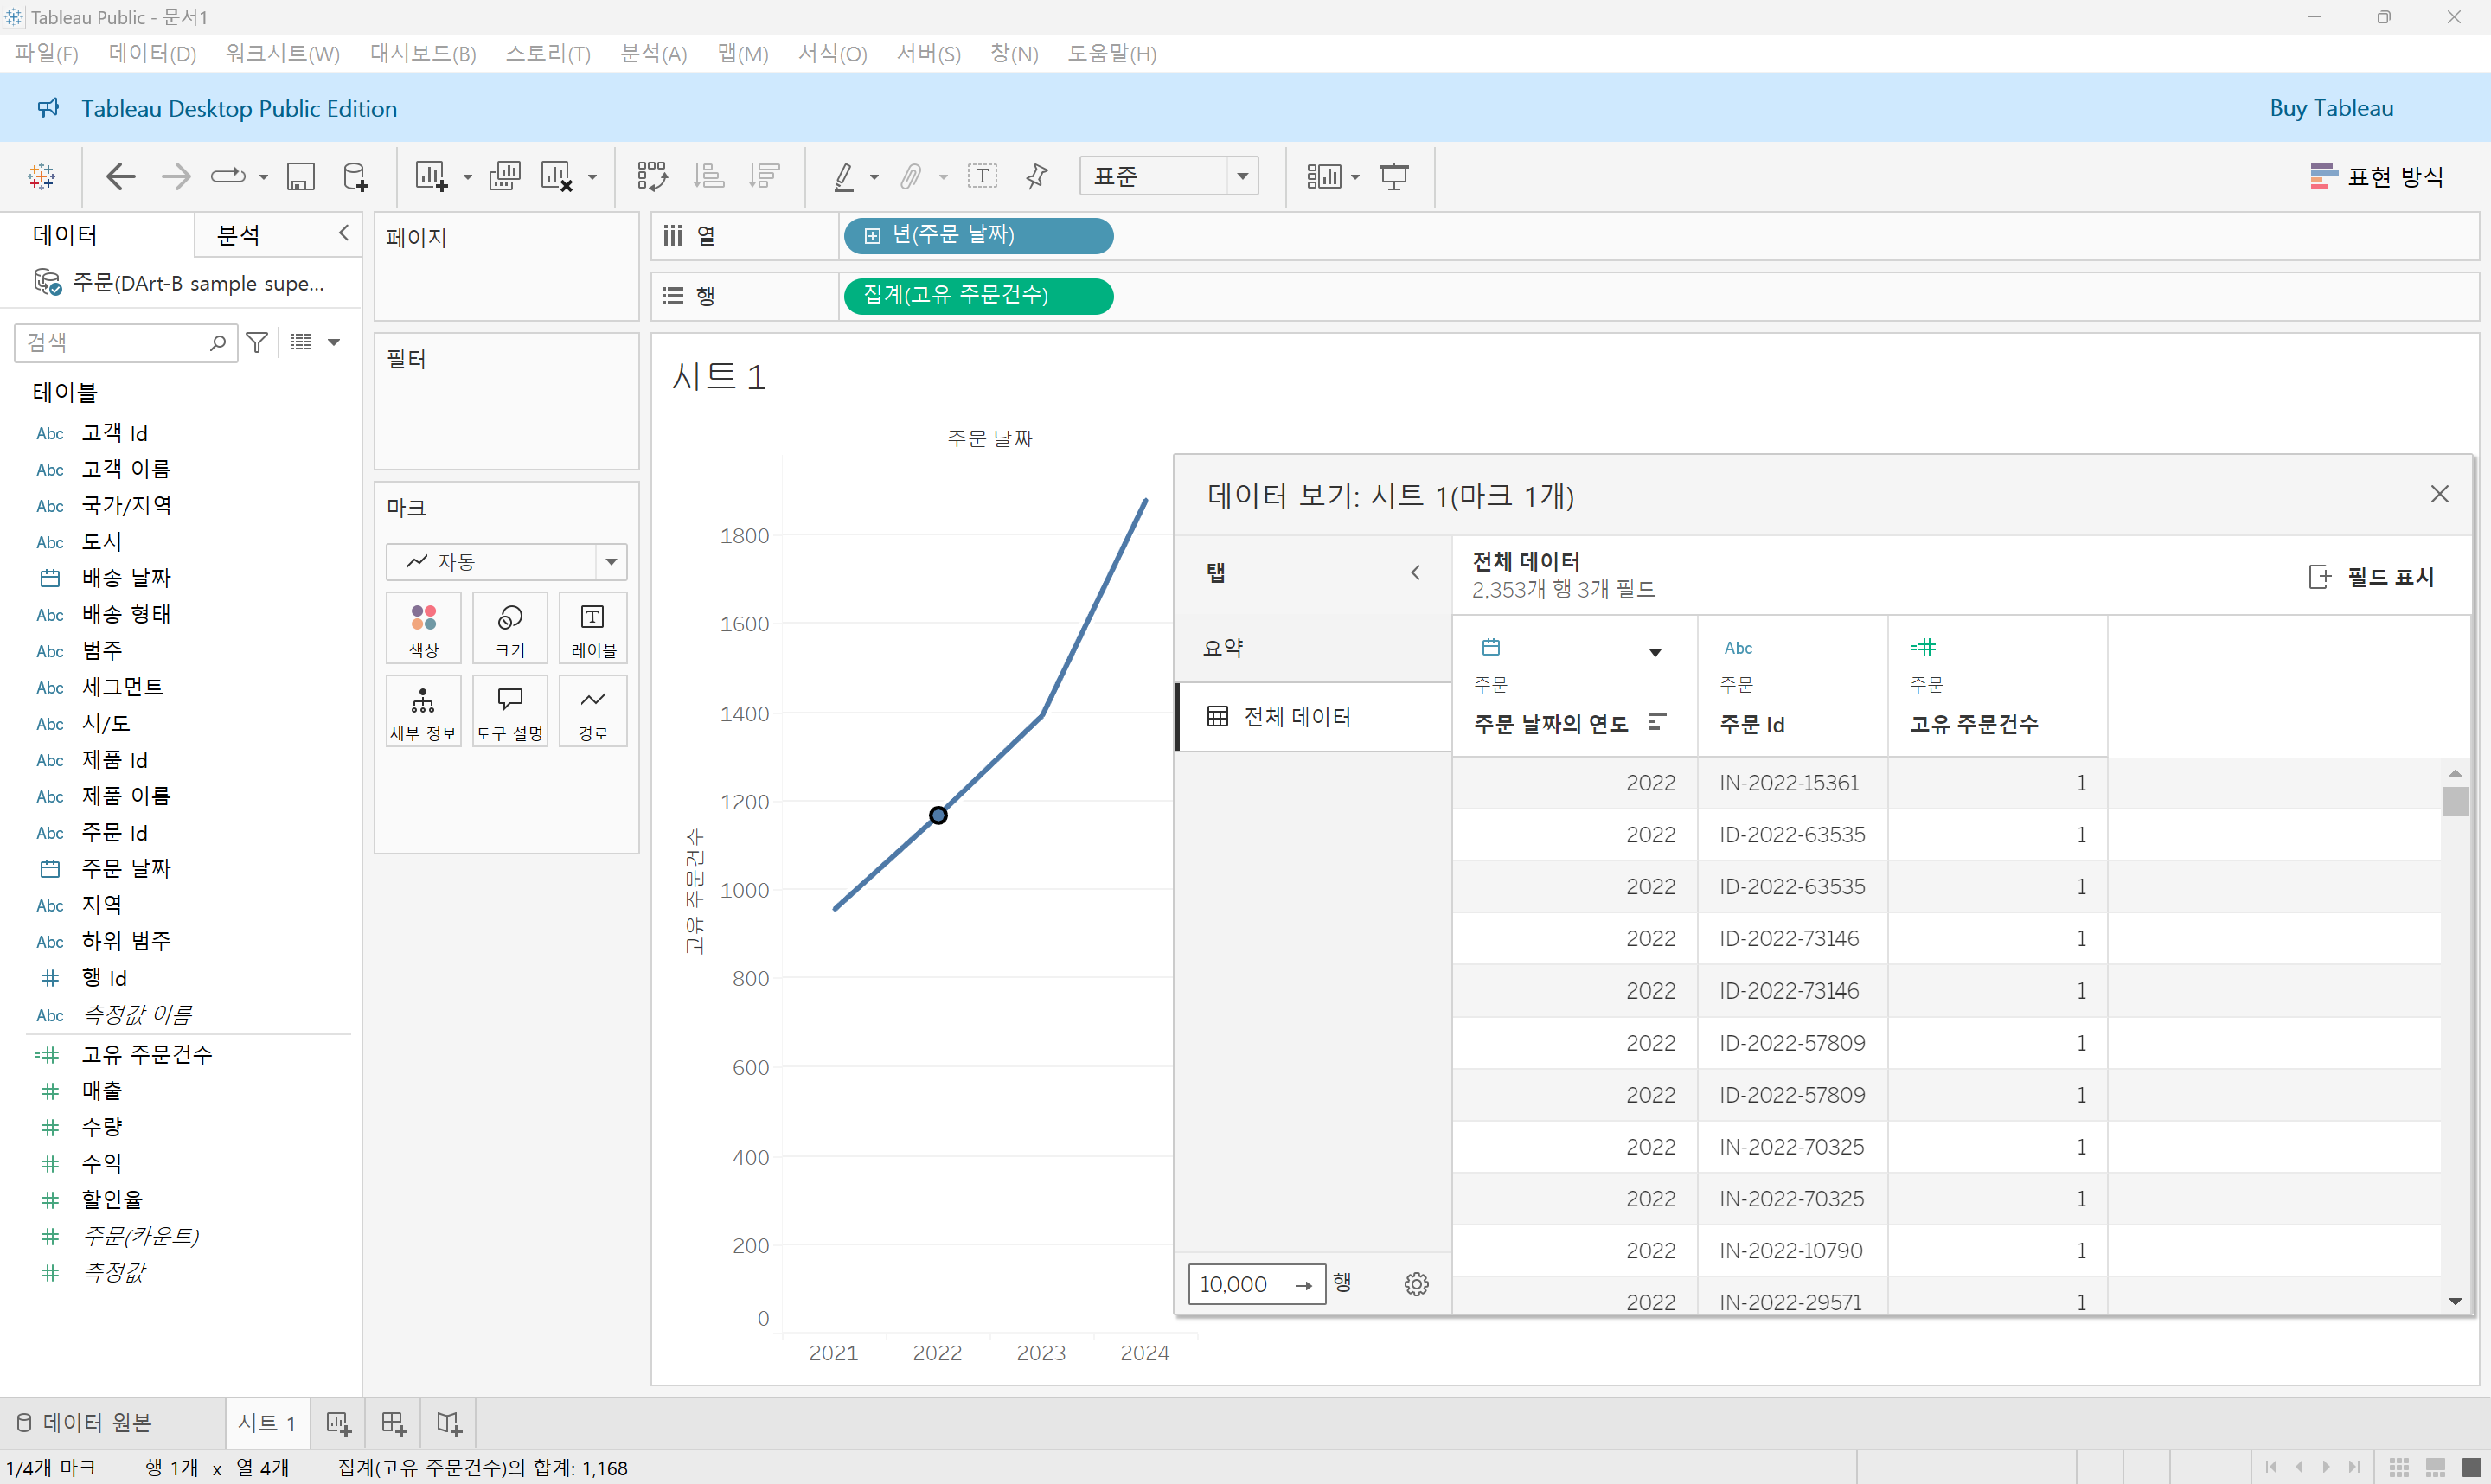 Tableau Public - 문서1
파일(F) 데이터(D) 워크시트(W) 대시보드(B) 스토리(T) 분석(A) 맵(M) 서식(O) 서버(S) 창(N) 도움말(H)
Tableau Desktop Public Edition
Buy Tableau
표준
표현 방식
데이터
분석
주문(DArt-B sample supe...
검색
테이블
Abc 고객 Id
Abc 고객 이름
Abc 국가/지역
Abc 도시
배송 날짜
Abc 배송 형태
Abc 범주
Abc 세그먼트
Abc 시/도
Abc 제품 Id
Abc 제품 이름
Abc 주문 Id
주문 날짜
Abc 지역
Abc 하위 범주
# 행 Id
Abc 측정값 이름
=# 고유 주문건수
# 매출
# 수량
# 수익
# 할인율
# 주문(카운트)
# 측정값
페이지
필터
마크
자동
색상 크기 레이블
세부 정보 도구 설명 경로
열
년(주문 날짜)
행
집계(고유 주문건수)
시트 1
주문 날짜
고유 주문건수
1800
1600
1400
1200
1000
800
600
400
200
0
2021 2022 2023 2024
데이터 보기: 시트 1(마크 1개)
탭
요약
전체 데이터
10,000
행
전체 데이터
2,353개 행 3개 필드
필드 표시
Abc =#
주문 주문 주문
주문 날짜의 연도 주문 Id 고유 주문건수
2022 IN-2022-15361 1
2022 ID-2022-63535 1
2022 ID-2022-63535 1
2022 ID-2022-73146 1
2022 ID-2022-73146 1
2022 ID-2022-57809 1
2022 ID-2022-57809 1
2022 IN-2022-70325 1
2022 IN-2022-70325 1
2022 IN-2022-10790 1
2022 IN-2022-29571 1
데이터 원본
시트 1
1/4개 마크 행 1개 x 열 4개 집계(고유 주문건수)의 합계: 1,168